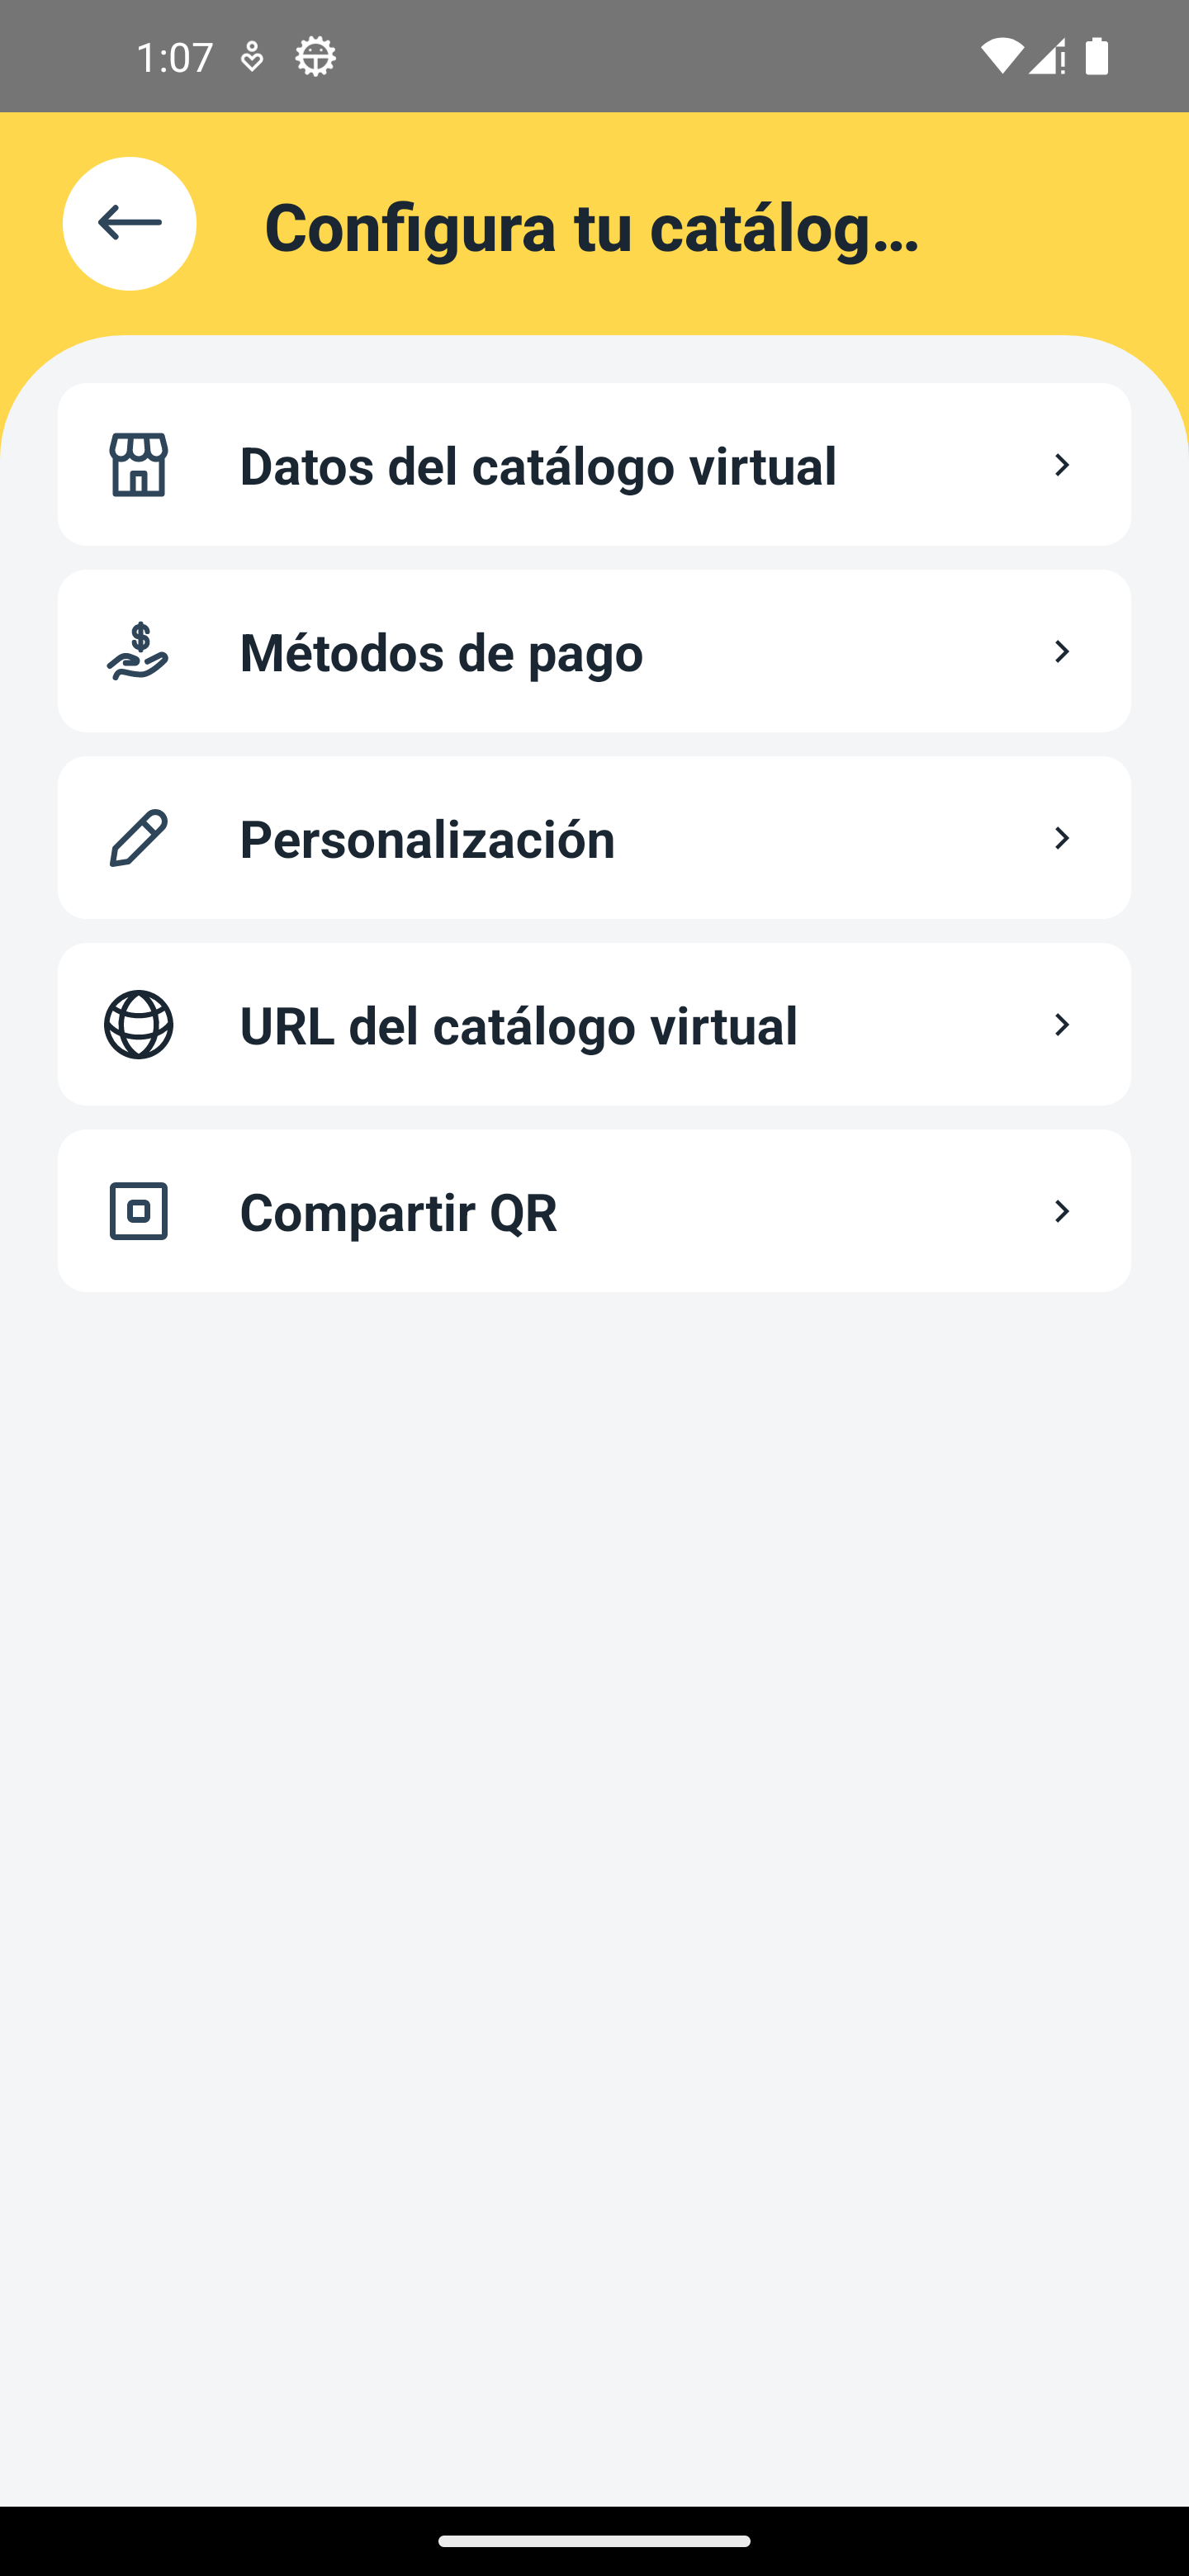 1:07
Configura tu catálog...
Datos del catálogo virtual
Métodos de pago
Personalización
URL del catálogo virtual
Compartir QR